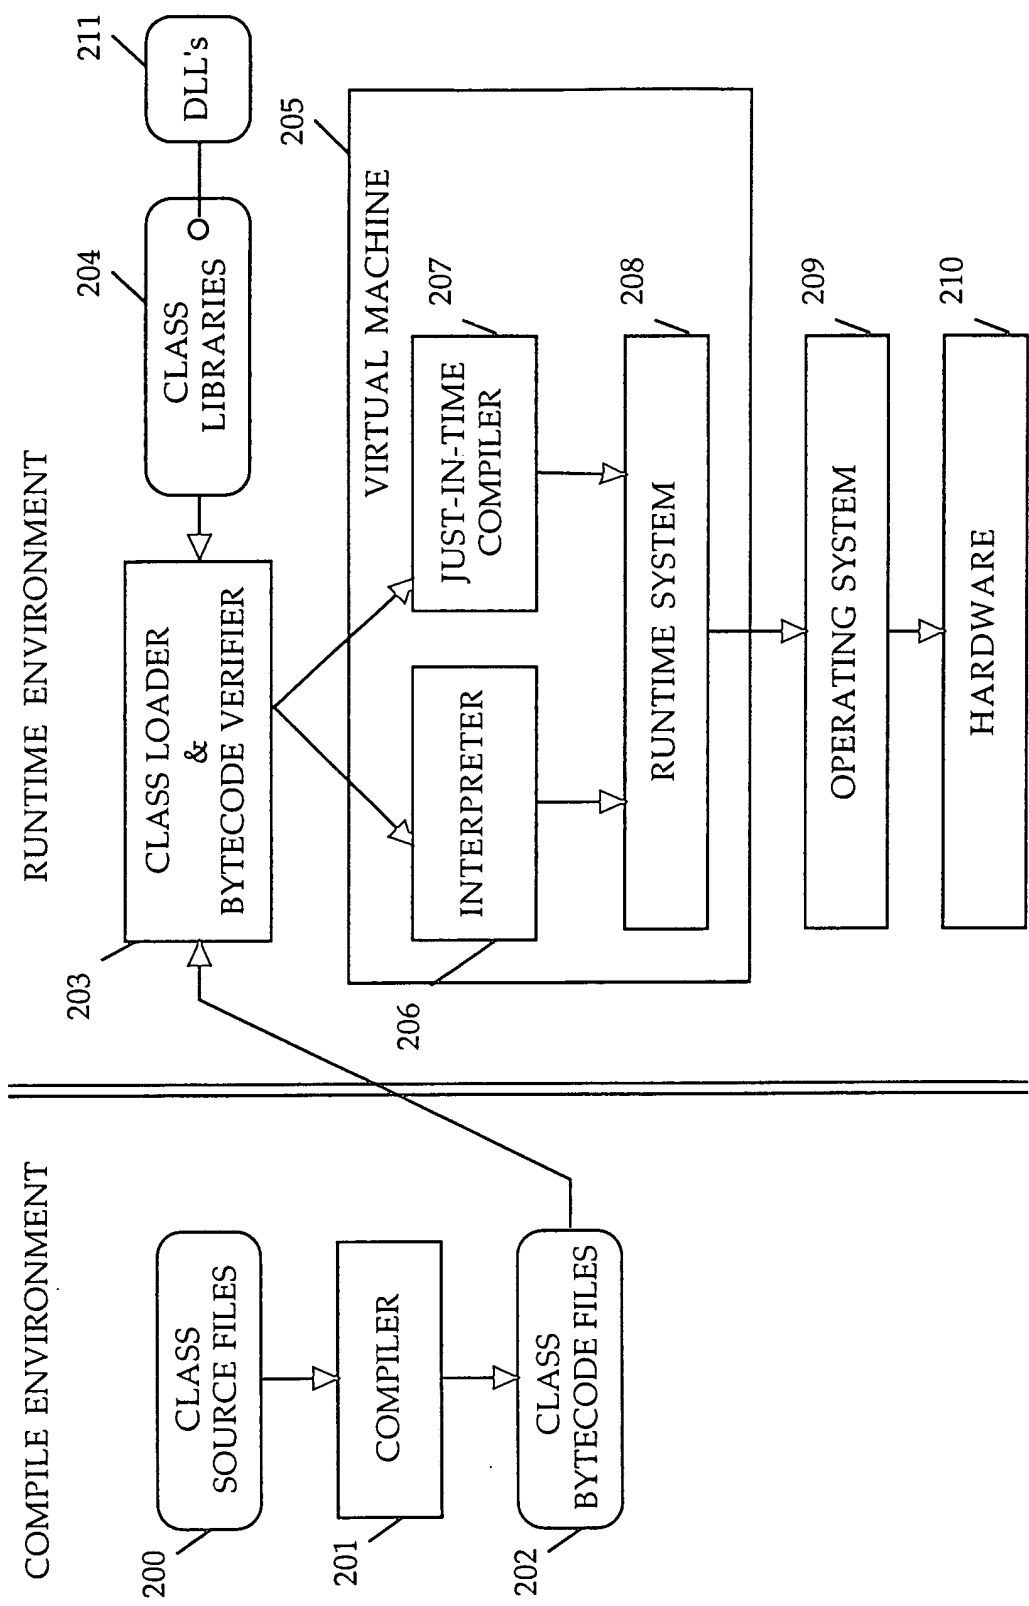 COMPILE ENVIRONMENT
200
CLASS
SOURCE FILES
201
COMPILER
202
CLASS
BYTECODE FILES
RUNTIME ENVIRONMENT
203
CLASS LOADER
&
BYTECODE VERIFIER
204
CLASS
LIBRARIES
211
DLL's
205
VIRTUAL MACHINE
206
INTERPRETER
207
JUST-IN-TIME
COMPILER
208
RUNTIME SYSTEM
209
OPERATING SYSTEM
210
HARDWARE